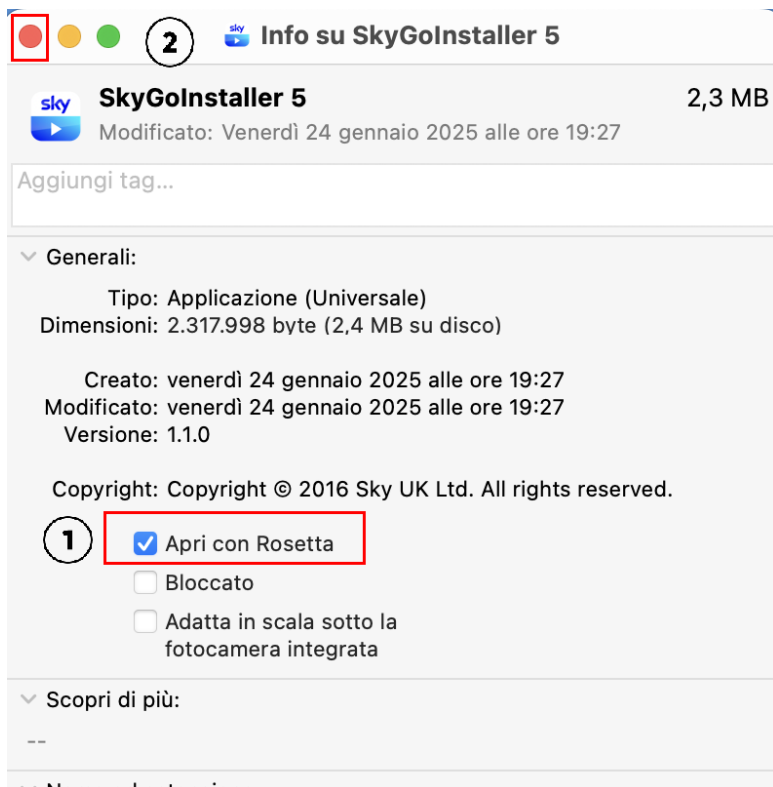 2
sky
Info su SkyGoInstaller 5
sky
SkyGoInstaller 5
2,3 MB
Modificato: Venerdì 24 gennaio 2025 alle ore 19:27
Aggiungi tag...
Generali:
Tipo: Applicazione (Universale)
Dimensioni: 2.317.998 byte (2,4 MB su disco)
Creato: venerdì 24 gennaio 2025 alle ore 19:27
Modificato: venerdì 24 gennaio 2025 alle ore 19:27
Versione: 1.1.0
Copyright: Copyright © 2016 Sky UK Ltd. All rights reserved.
1
Apri con Rosetta
Bloccato
Adatta in scala sotto la
fotocamera integrata
Scopri di più:
--